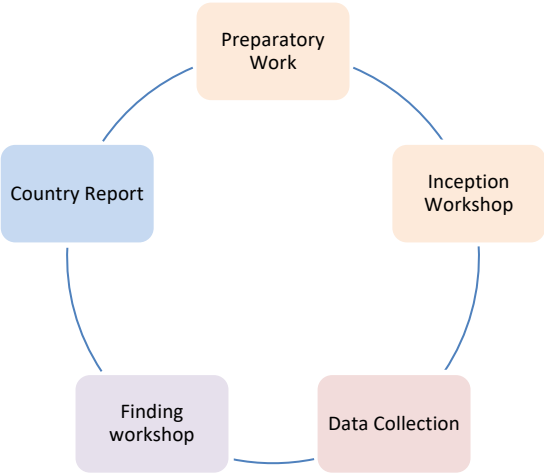 Preparatory
Work
Inception
Workshop
Data Collection
Finding
workshop
Country Report